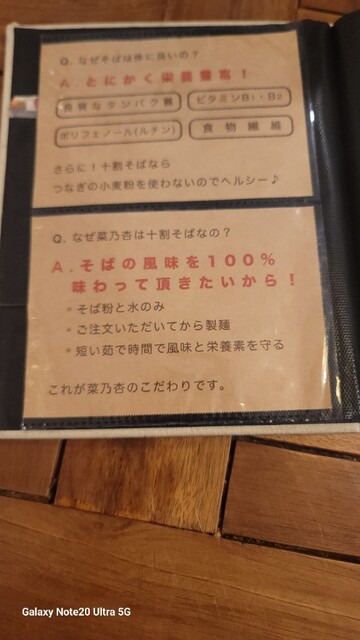 Q. なぜそばは体に良いの？
A. とにかく栄養豊富！
良質なタンパク質
ビタミンB1・B2
ポリフェノール(ルチン)
食物繊維
さらに！十割そばなら
つなぎの小麦粉を使わないのでヘルシー♪
Q. なぜ菜乃杏は十割そばなの？
A.そばの風味を100%
味わって頂きたいから！
・そば粉と水のみ
・ご注文いただいてから製麺
・短い茹で時間で風味と栄養素を守る
これが菜乃杏のこだわりです。
Galaxy Note20 Ultra 5G